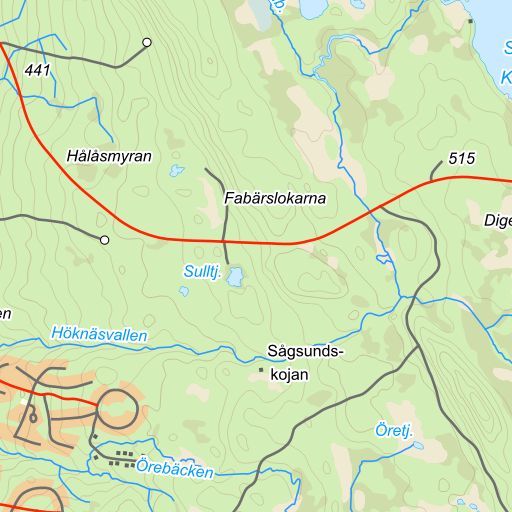 S
K
b.
441
515
Hålåsmyran
Fabärslokarna
Dige
Sulltj.
en
Höknäsvallen
Sågsunds-
kojan
Öretj.
Örebäcken